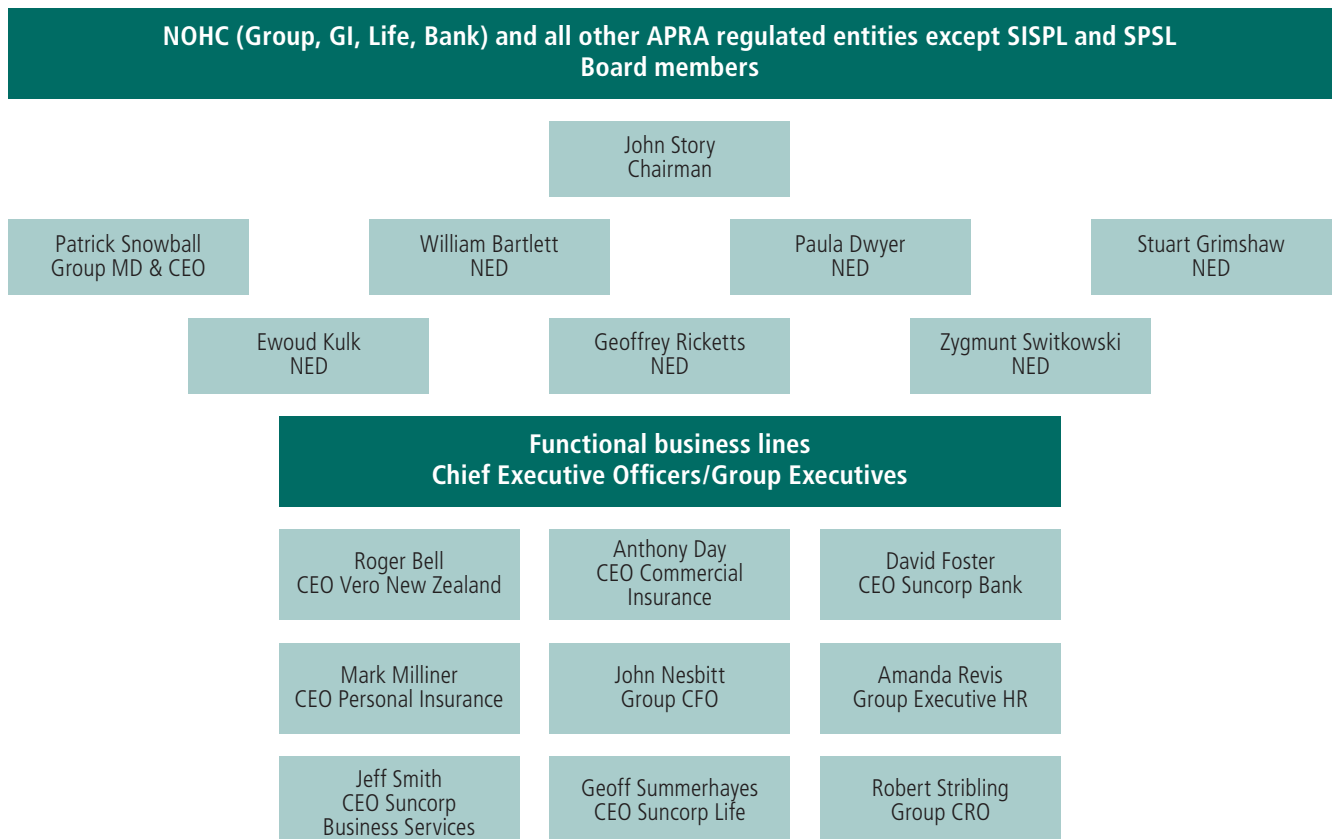 NOHC (Group, GI, Life, Bank) and all other APRA regulated entities except SISPL and SPSL
Board members
John Story
Chairman
Patrick Snowball
Group MD & CEO
William Bartlett
NED
Paula Dwyer
NED
Stuart Grimshaw
NED
Ewoud Kulk
NED
Geoffrey Ricketts
NED
Zygmunt Switkowski
NED
Functional business lines
Chief Executive Officers/Group Executives
Roger Bell
CEO Vero New Zealand
Anthony Day
CEO Commercial
Insurance
David Foster
CEO Suncorp Bank
Mark Milliner
CEO Personal Insurance
John Nesbitt
Group CFO
Amanda Revis
Group Executive HR
Jeff Smith
CEO Suncorp
Business Services
Geoff Summerhayes
CEO Suncorp Life
Robert Stribling
Group CRO